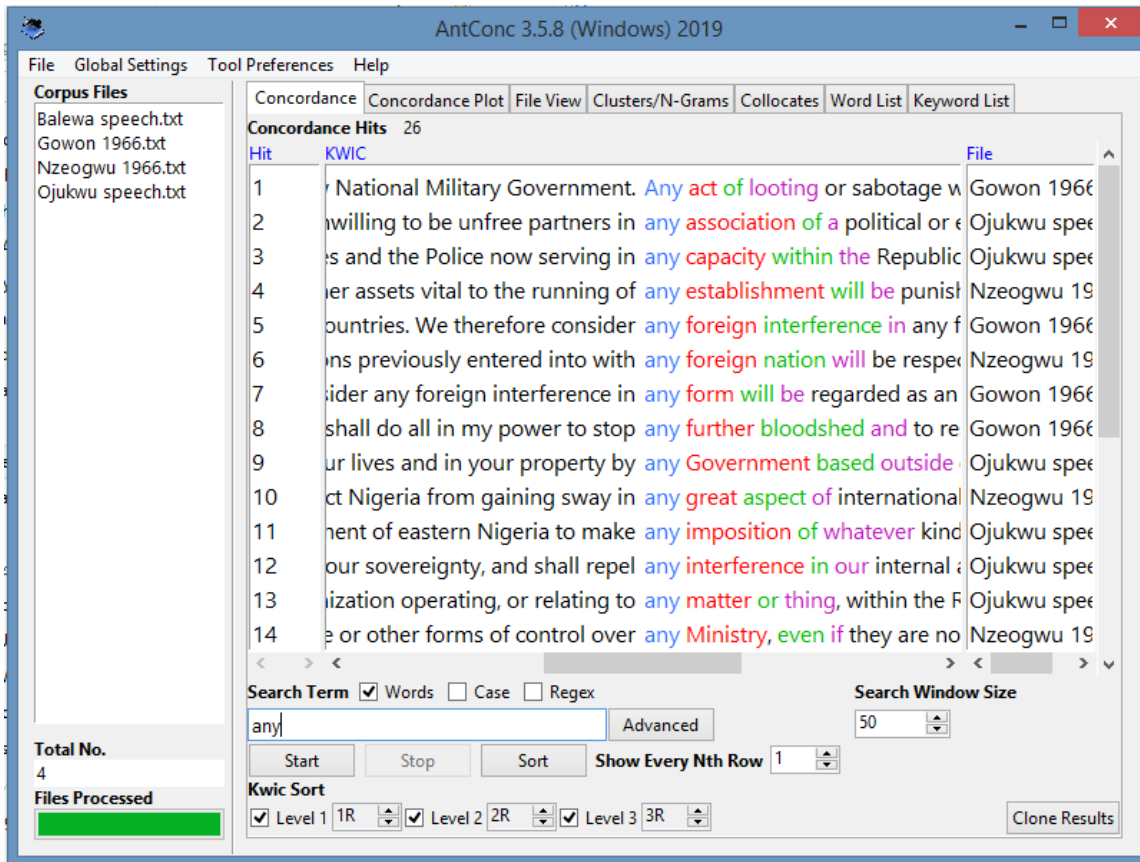 AntConc 3.5.8 (Windows) 2019
File Global Settings Tool Preferences Help
Corpus Files
Balewa speech.txt
Gowon 1966.txt
Nzeogwu 1966.txt
Ojukwu speech.txt
Total No.
4
Files Processed
Concordance Concordance Plot File View Clusters/N-Grams Collocates Word List Keyword List
Concordance Hits 26
Hit KWIC File
1 National Military Government. Any act of looting or sabotage w Gowon 1966
2 willing to be unfree partners in any association of a political or Ojukwu spee
3 s and the Police now serving in any capacity within the Republic Ojukwu spee
4 er assets vital to the running of any establishment will be punish Nzeogwu 19
5 ountries. We therefore consider any foreign interference in any f Gowon 1966
6 ns previously entered into with any foreign nation will be respe Nzeogwu 19
7 ider any foreign interference in any form will be regarded as an Gowon 1966
8 shall do all in my power to stop any further bloodshed and to re Gowon 1966
9 ur lives and in your property by any Government based outside Ojukwu spee
10 ct Nigeria from gaining sway in any great aspect of international Nzeogwu 19
11 ent of eastern Nigeria to make any imposition of whatever kind Ojukwu spee
12 our sovereignty, and shall repel any interference in our internal Ojukwu spee
13 ization operating, or relating to any matter or thing, within the R Ojukwu spee
14 e or other forms of control over any Ministry, even if they are no Nzeogwu 19
Search Term Words Case Regex Search Window Size
any Advanced 50
Start Stop Sort Show Every Nth Row 1
Kwic Sort
Level 1 1R Level 2 2R Level 3 3R Clone Results